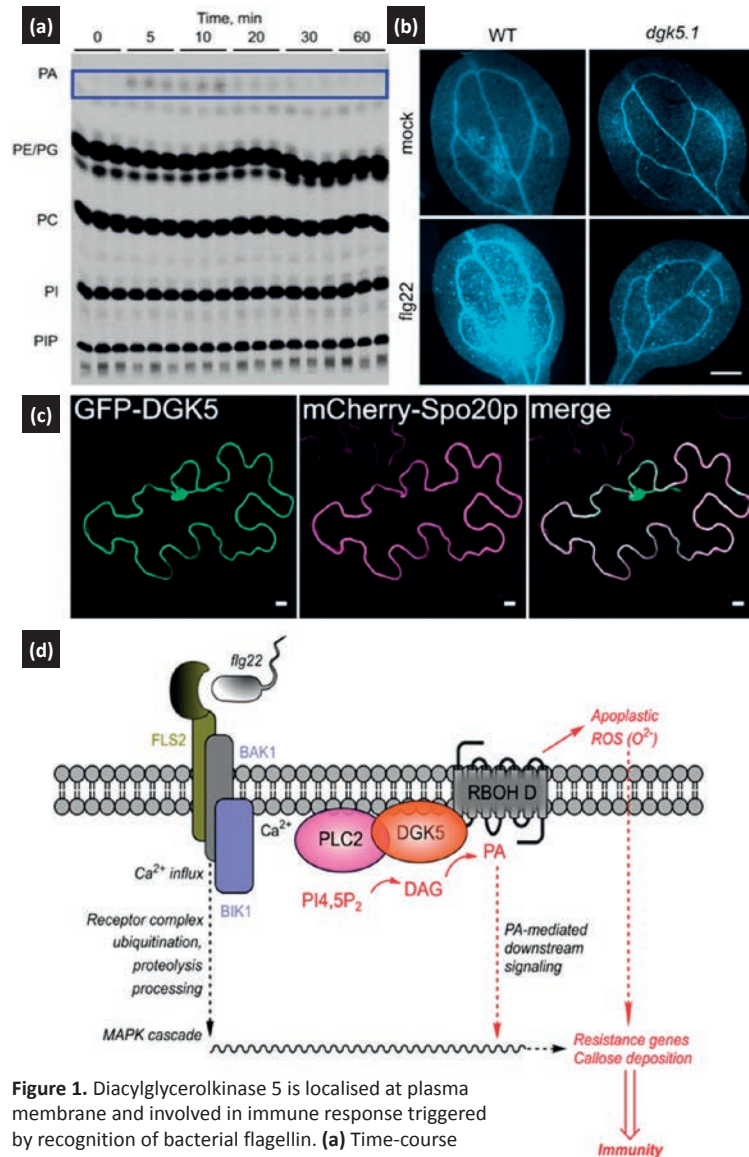 (a)
Time, min
0 5 10 20 30 60
PA
PE/PG
PC
PI
PIP
(b)
WT dgk5.1
mock
flg22
(c)
GFP-DGK5
mCherry-Spo20p
merge
(d)
flg22
FLS2
BAK1
BIK1
Ca²⁺
PLC2
DGK5
RBOH D
Apoplastic
ROS (O²⁻)
PI4,5P₂
DAG
PA
Ca²⁺ influx
Receptor complex
ubiquitination,
proteolysis
processing
MAPK cascade
PA-mediated
downstream
signaling
Resistance genes
Callose deposition
Immunity
Figure 1. Diacylglycerolkinase 5 is localised at plasma
membrane and involved in immune response triggered
by recognition of bacterial flagellin. (a) Time-course